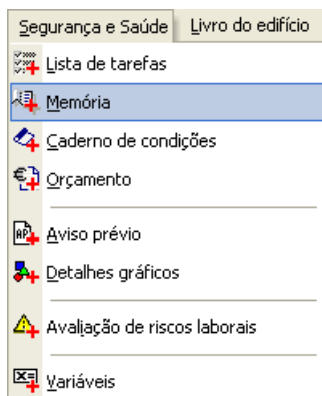 Segurança e Saúde Livro do edifício
Lista de tarefas
Memória
Caderno de condições
Orçamento
AP Aviso prévio
Detalhes gráficos
Avaliação de riscos laborais
Variáveis